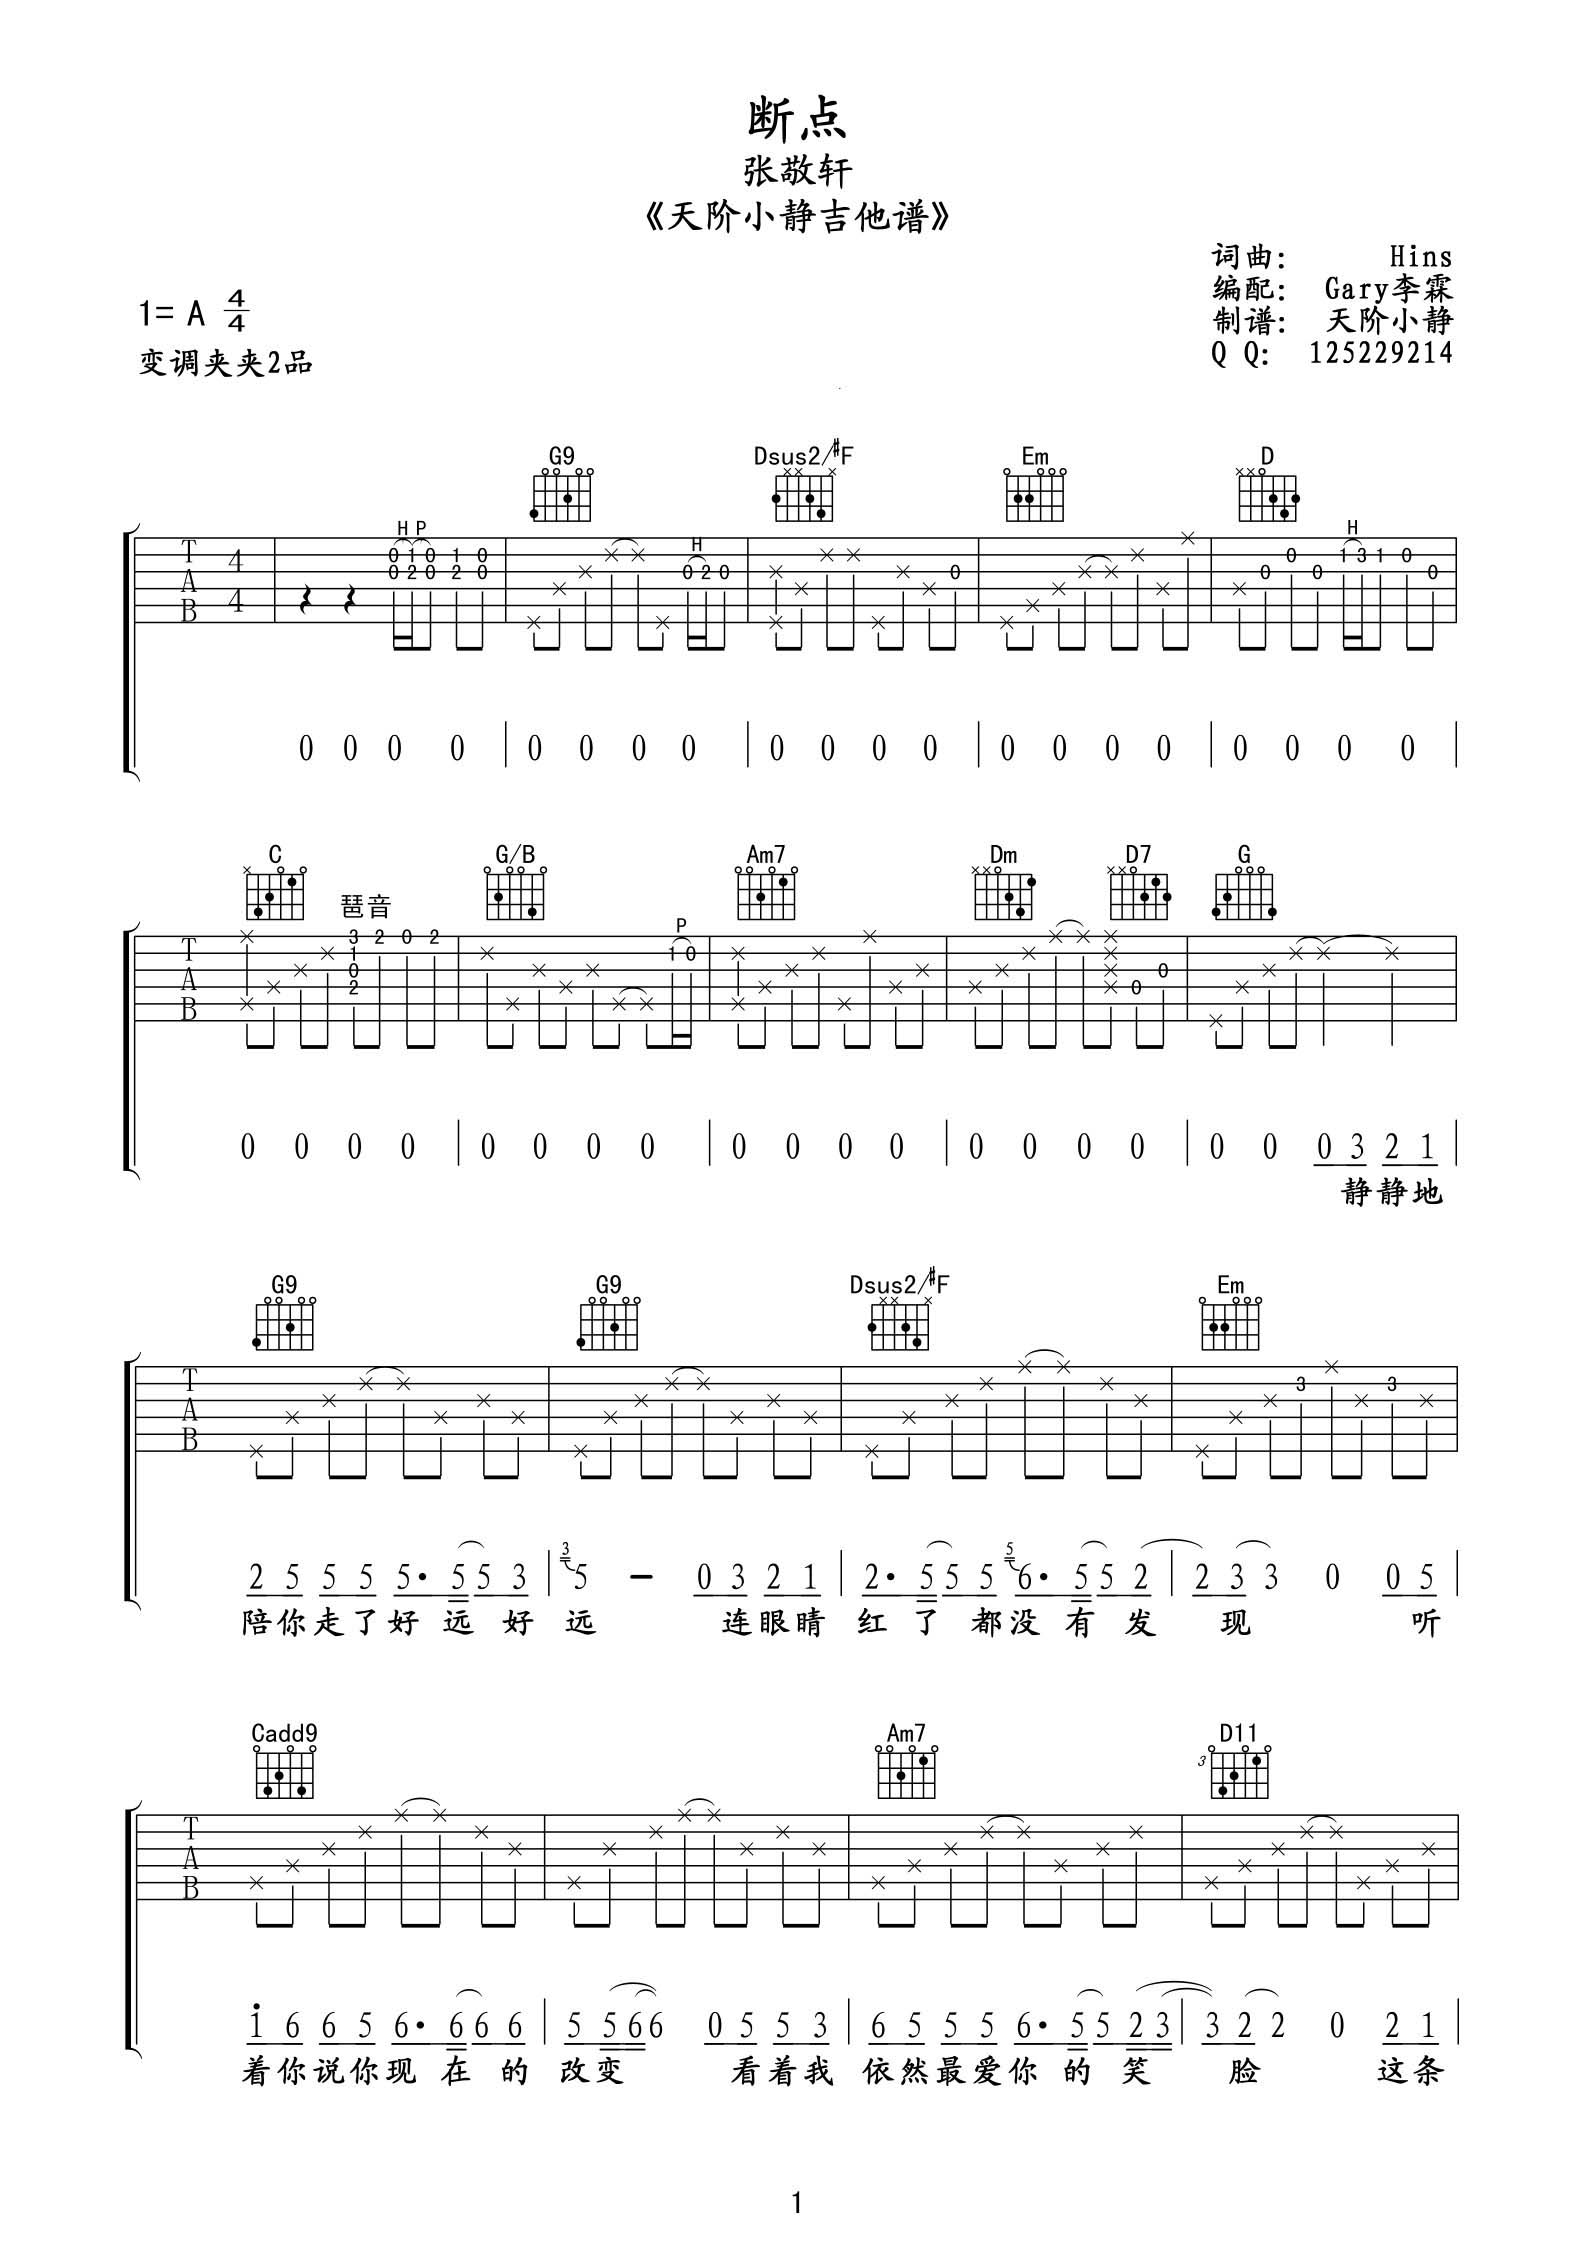 断点
张敬轩
《天阶小静吉他谱》
词曲: Hins
编配: Gary李霖
制谱: 天阶小静
Q Q: 125229214
1= A 4/4
变调夹夹2品
G9 Dsus2/#F Em D
H P H H
T A B 4 4
0 1 0 1 0 0 2 0 2 0 0 2 0 0 0 0 0 1 3 1 0 0
0 0 0 0 0 0 0 0 0 0 0 0 0 0 0 0 0 0 0 0
C G/B Am7 Dm D7 G
琶音 P
T A B
3 1 0 2 2 0 2 1 0 0 0
0 0 0 0 0 0 0 0 0 0 0 0 0 0 0 0 0 0 0 3 2 1
静静地
G9 G9 Dsus2/#F Em
T A B 3 3
2 5 5 5 5· 5 5 3 3 5 — 0 3 2 1 2· 5 5 5 5 6· 5 5 2 2 3 3 0 0 5
陪你走了好远好远 连眼睛红了都没有发现 听
Cadd9 Am7 D11
3
T A B
1 6 6 5 6· 6 6 6 5 5 6 6 0 5 5 3 6 5 5 5 6· 5 5 2 3 3 2 2 0 2 1
着你说你现在的改变 看着我依然最爱你的笑脸 这条
1